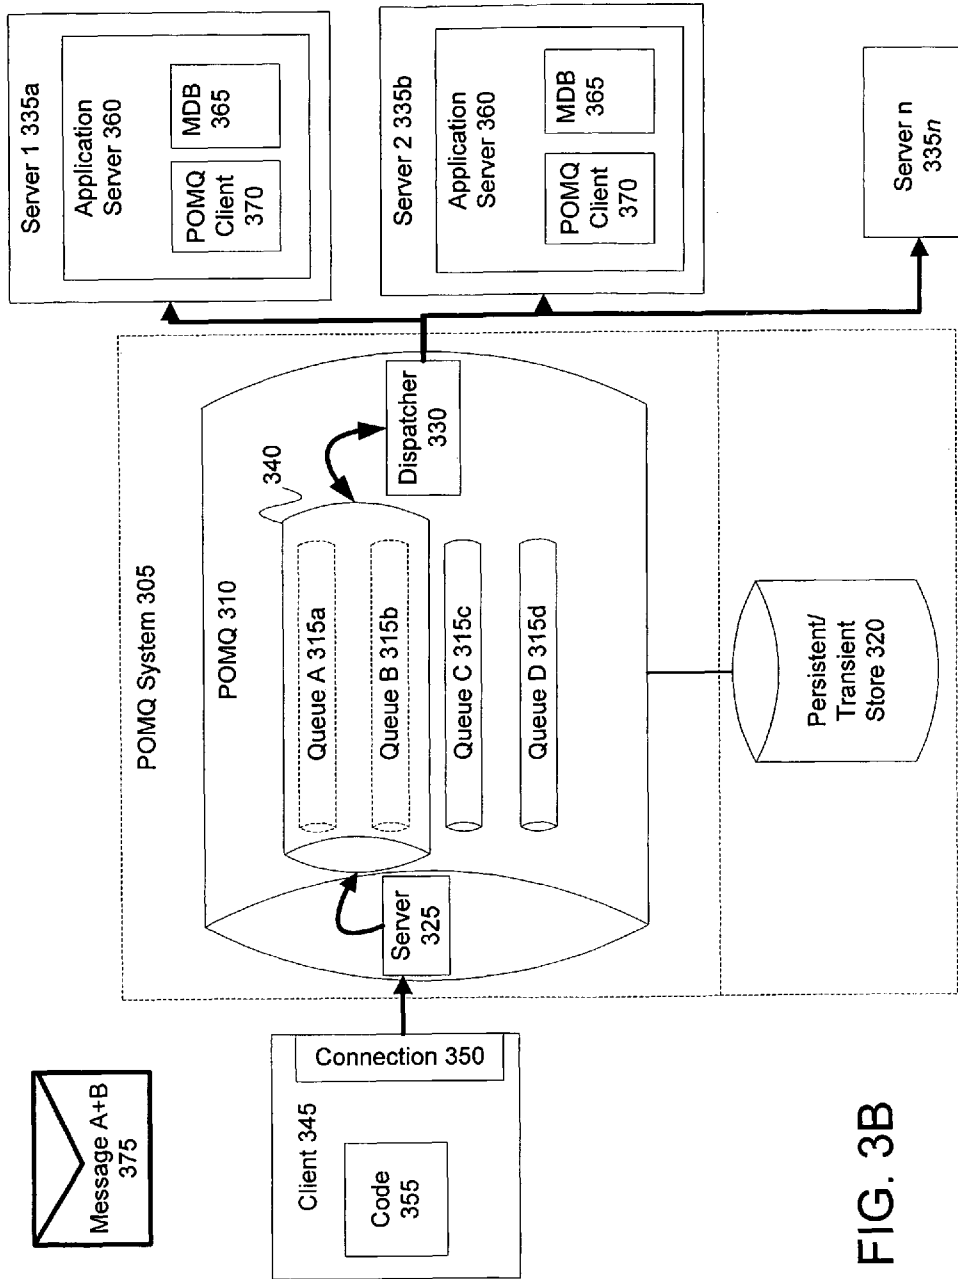 Message A+B
375
Client 345
Connection 350
Code
355
POMQ System 305
POMQ 310
Server
325
340
Queue A 315a
Queue B 315b
Queue C 315c
Queue D 315d
Dispatcher
330
Persistent/
Transient
Store 320
Server 1 335a
Application
Server 360
POMQ
Client
370
MDB
365
Server 2 335b
Application
Server 360
POMQ
Client
370
MDB
365
Server n
335n
FIG. 3B